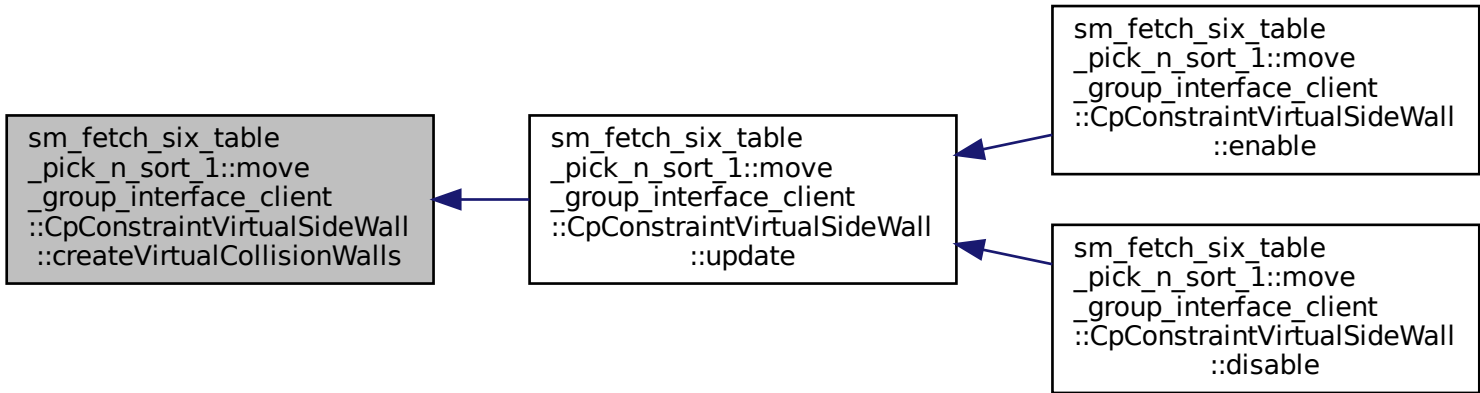 sm_fetch_six_table
_pick_n_sort_1::move
_group_interface_client
::CpConstraintVirtualSideWall
::createVirtualCollisionWalls
sm_fetch_six_table
_pick_n_sort_1::move
_group_interface_client
::CpConstraintVirtualSideWall
::update
sm_fetch_six_table
_pick_n_sort_1::move
_group_interface_client
::CpConstraintVirtualSideWall
::enable
sm_fetch_six_table
_pick_n_sort_1::move
_group_interface_client
::CpConstraintVirtualSideWall
::disable